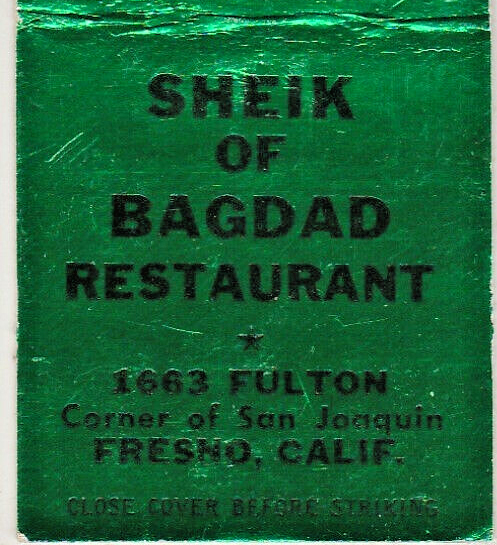 SHEIK
OF
BAGDAD
RESTAURANT
1663 FULTON
Corner of San Joaquin
FRESNO, CALIF.
CLOSE COVER BEFORE STRIKING